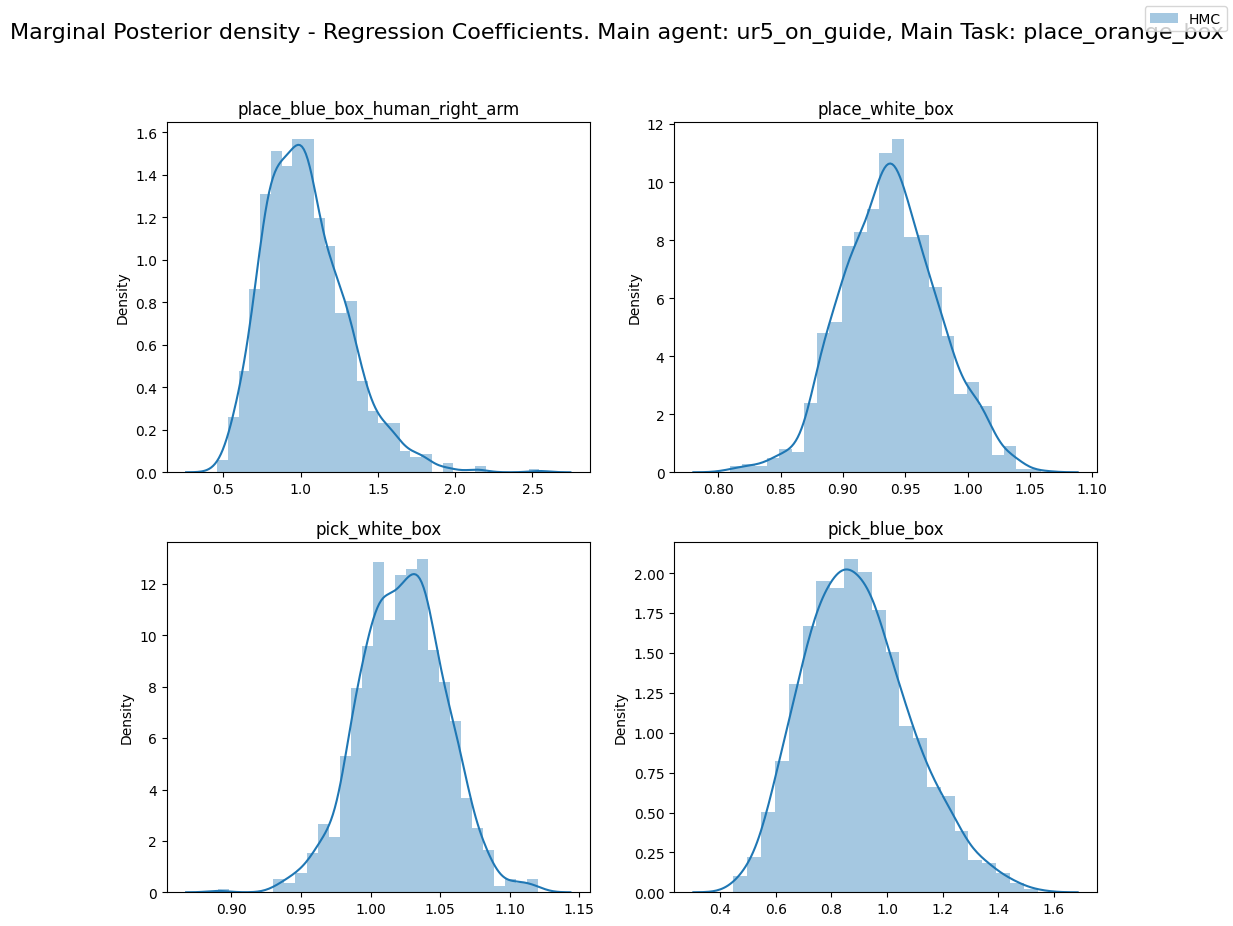 HMC
Marginal Posterior density - Regression Coefficients. Main agent: ur5_on_guide, Main Task: place_orange_box
place_blue_box_human_right_arm
Density
1.6
1.4
1.2
1.0
0.8
0.6
0.4
0.2
0.0
0.5 1.0 1.5 2.0 2.5
place_white_box
Density
12
10
8
6
4
2
0
0.80 0.85 0.90 0.95 1.00 1.05 1.10
pick_white_box
Density
12
10
8
6
4
2
0
0.90 0.95 1.00 1.05 1.10 1.15
pick_blue_box
Density
2.00
1.75
1.50
1.25
1.00
0.75
0.50
0.25
0.00
0.4 0.6 0.8 1.0 1.2 1.4 1.6